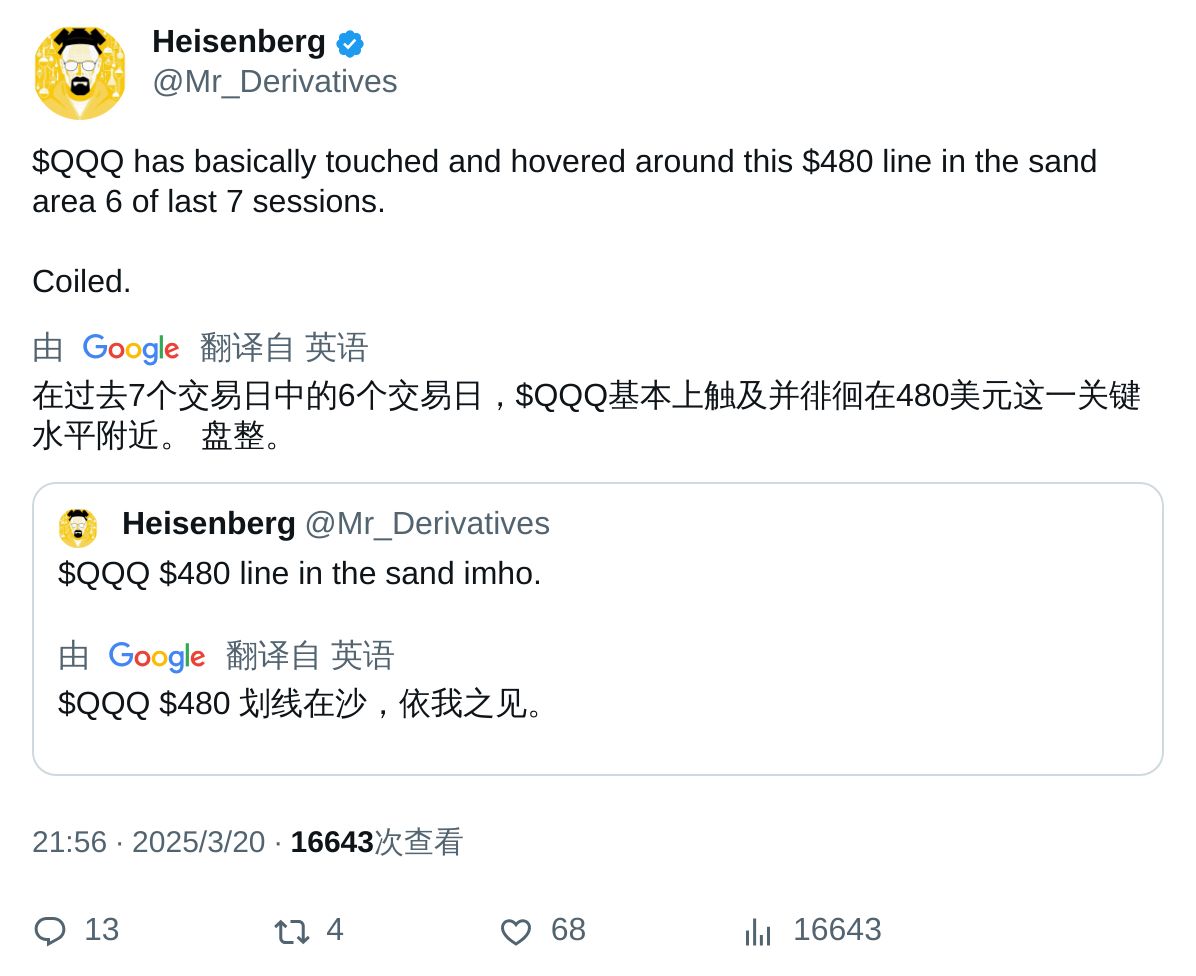 Heisenberg
@Mr_Derivatives
$QQQ has basically touched and hovered around this $480 line in the sand
area 6 of last 7 sessions.
Coiled.
由 Google 翻译自 英语
在过去7个交易日中的6个交易日，$QQQ基本上触及并徘徊在480美元这一关键
水平附近。 盘整。
Heisenberg @Mr_Derivatives
$QQQ $480 line in the sand imho.
由 Google 翻译自 英语
$QQQ $480 划线在沙，依我之见。
21:56 · 2025/3/20 · 16643次查看
13 4 68 16643